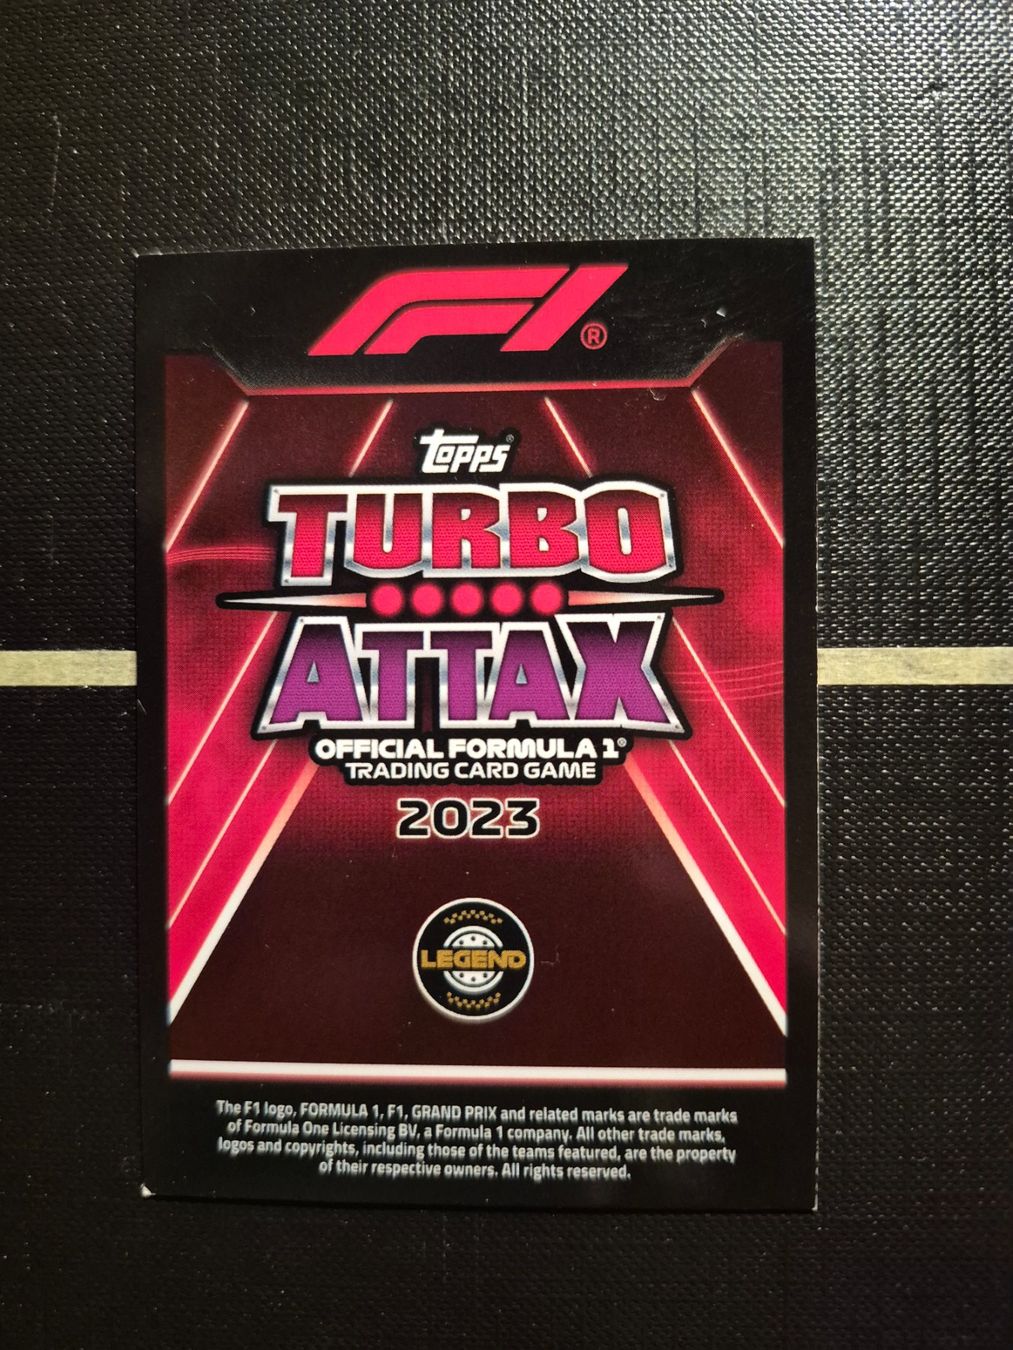 F1®
Topps®
TURBO
ATTAX
OFFICIAL FORMULA 1®
TRADING CARD GAME
2023
LEGEND
The F1 logo, FORMULA 1, F1, GRAND PRIX and related marks are trade marks
of Formula One Licensing BV, a Formula 1 company. All other trade marks,
logos and copyrights, including those of the teams featured, are the property
of their respective owners. All rights reserved.